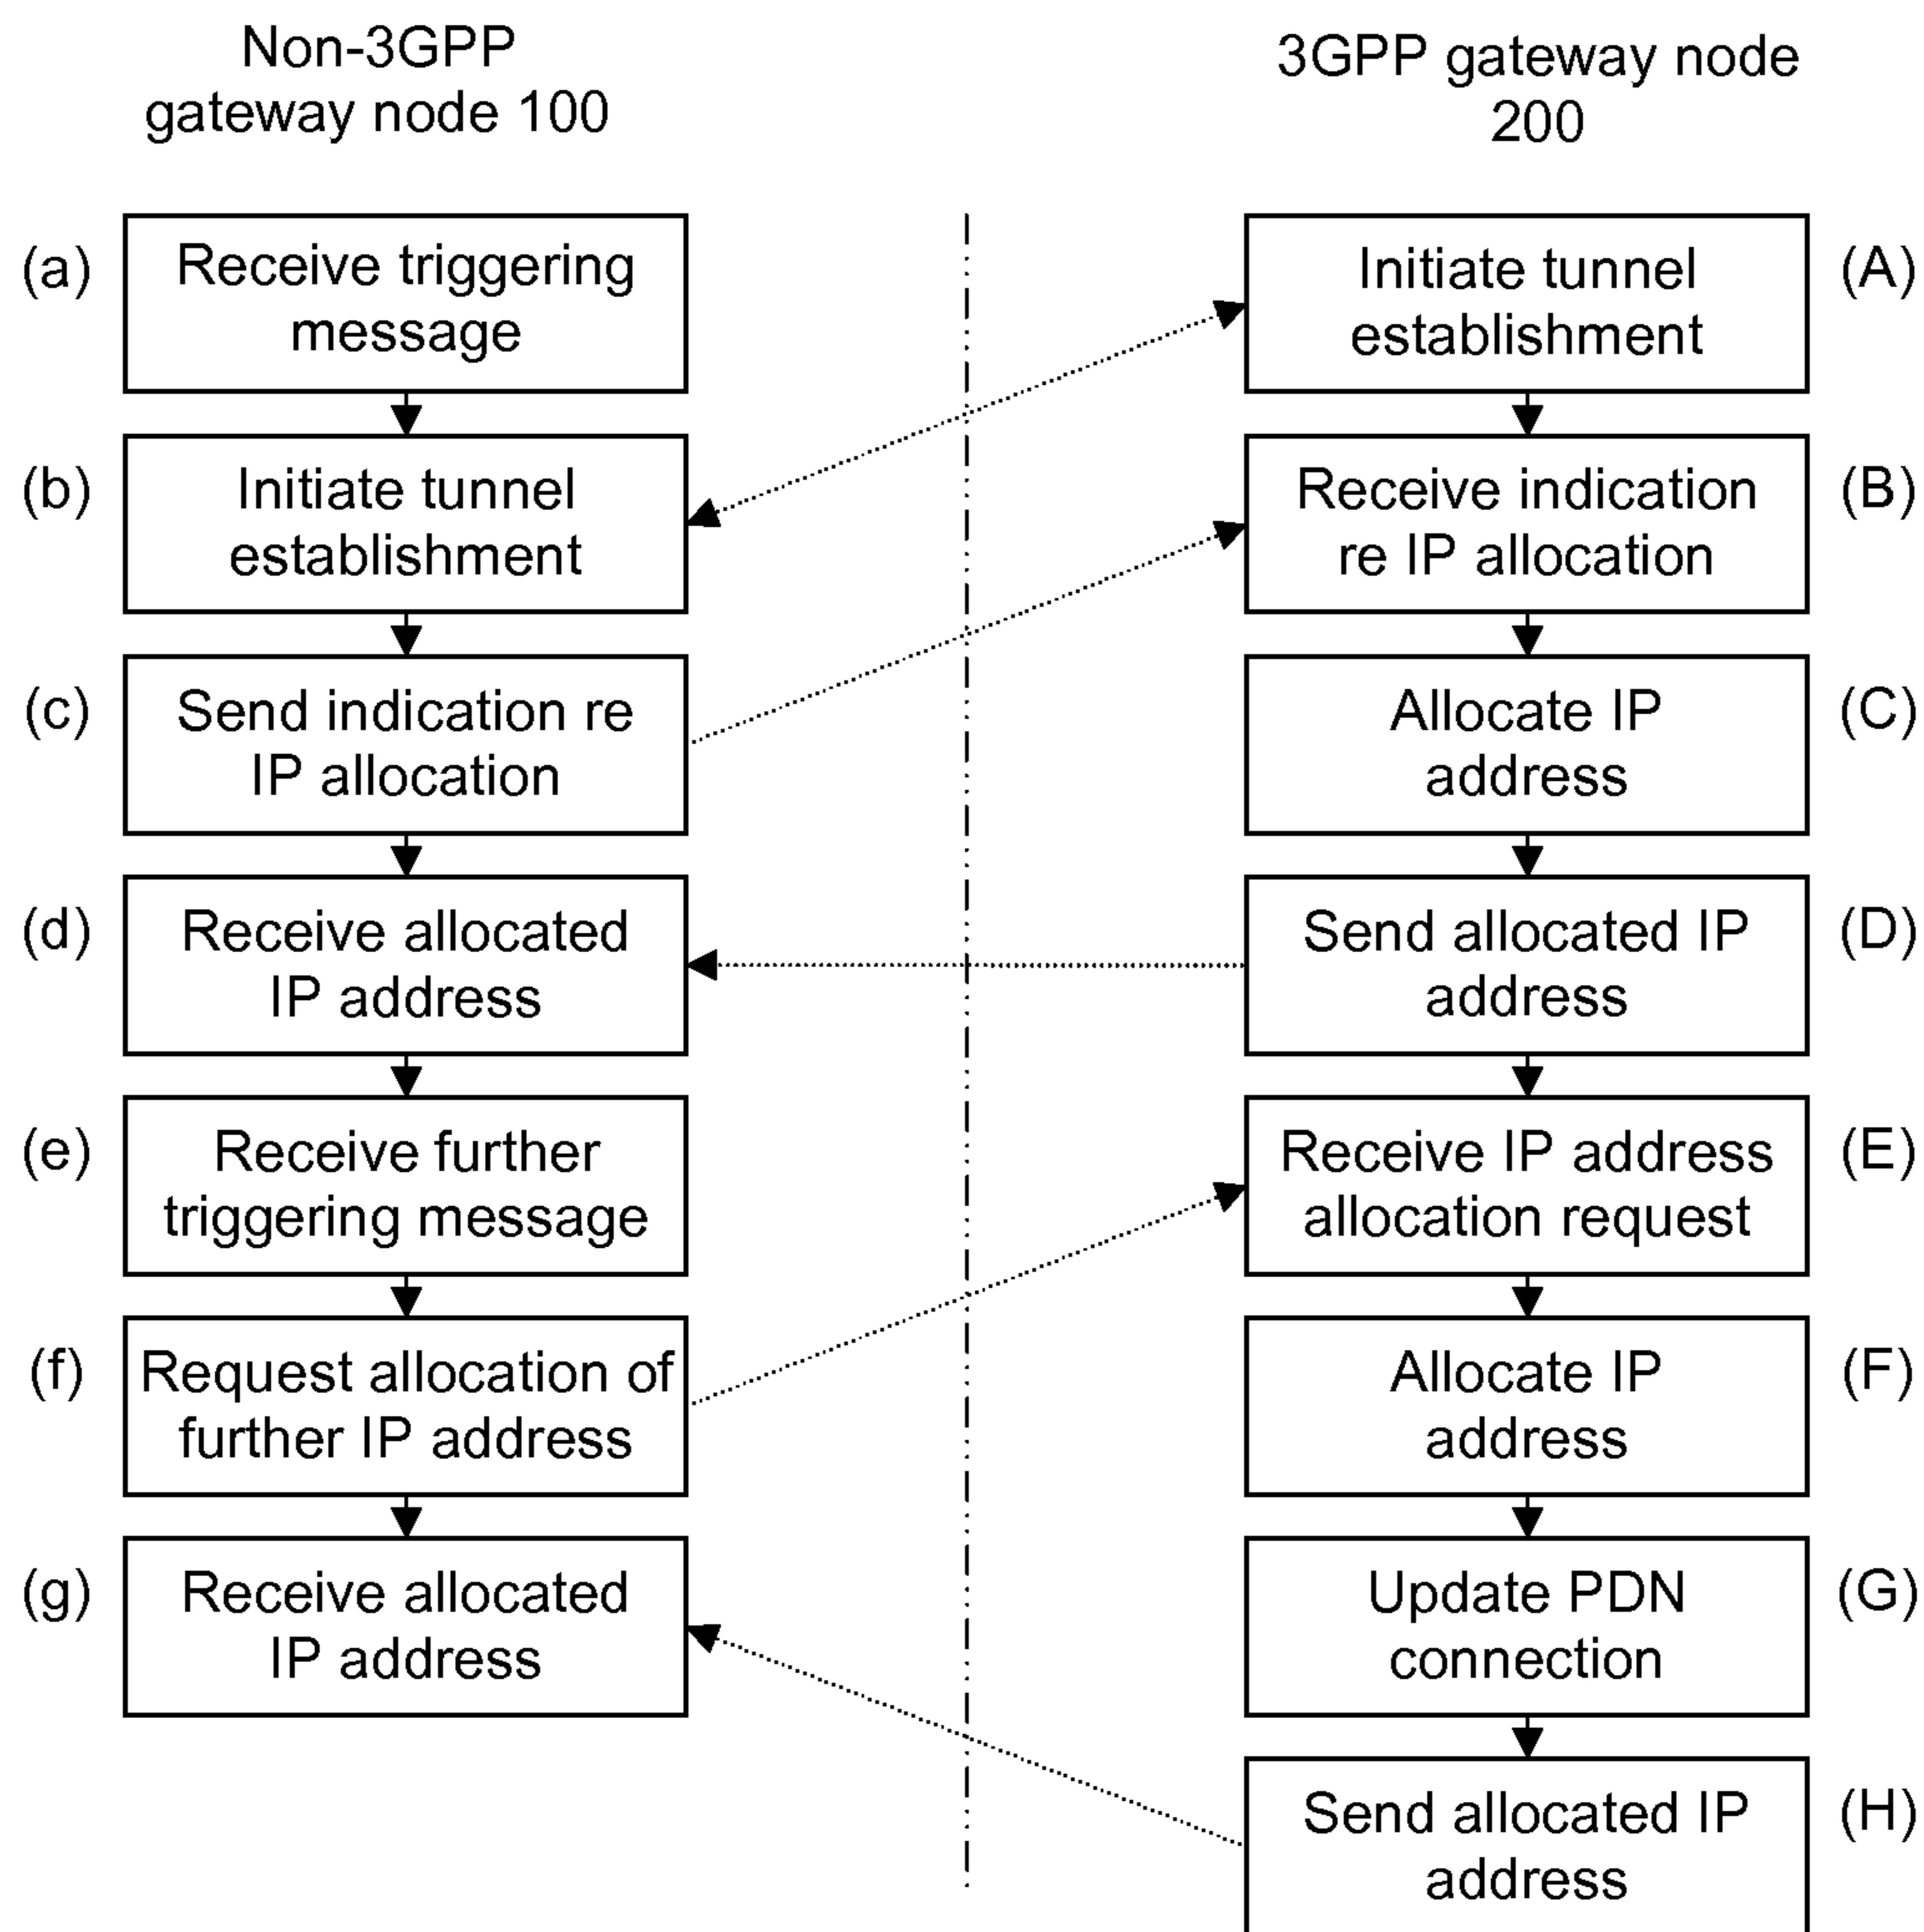 Non-3GPP
gateway node 100
3GPP gateway node
200
(a)
Receive triggering
message
(b)
Initiate tunnel
establishment
(c)
Send indication re
IP allocation
(d)
Receive allocated
IP address
(e)
Receive further
triggering message
(f)
Request allocation of
further IP address
(g)
Receive allocated
IP address
Initiate tunnel
establishment
(A)
Receive indication
re IP allocation
(B)
Allocate IP
address
(C)
Send allocated IP
address
(D)
Receive IP address
allocation request
(E)
Allocate IP
address
(F)
Update PDN
connection
(G)
Send allocated IP
address
(H)